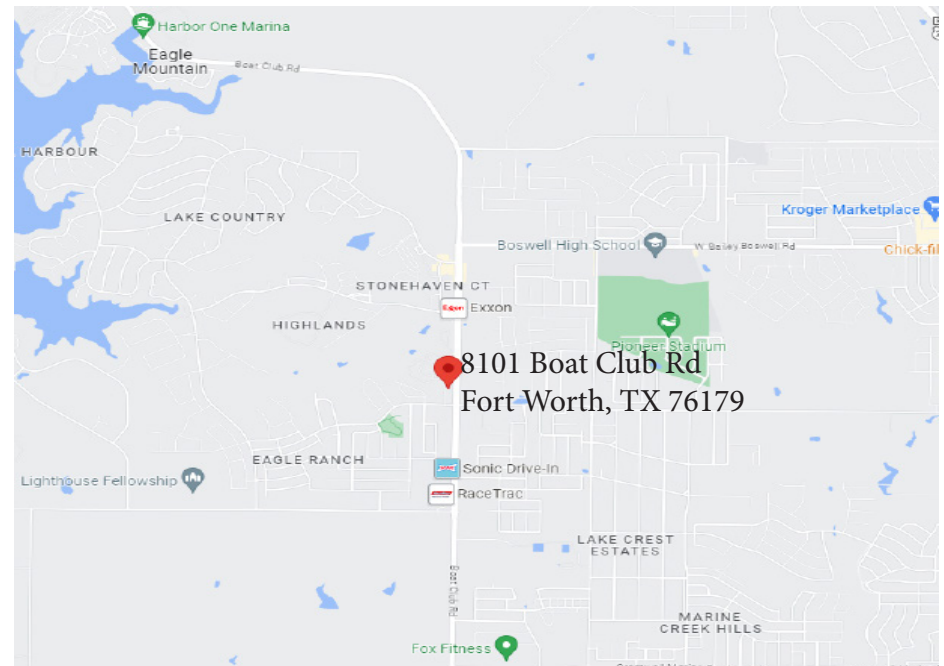 Harbor One Marina
Eagle
Mountain
Boat Club Rd
HARBOUR
LAKE COUNTRY
Kroger Marketplace
Boswell High School
W Bailey Boswell Rd
Chick-fil
STONEHAVEN CT
Exxon
Exxon
HIGHLANDS
Pioneer Stadium
8101 Boat Club Rd
Fort Worth, TX 76179
EAGLE RANCH
Sonic Drive-In
Lighthouse Fellowship
RaceTrac
LAKE CREST
ESTATES
Boat Club Rd
MARINE
CREEK HILLS
Fox Fitness